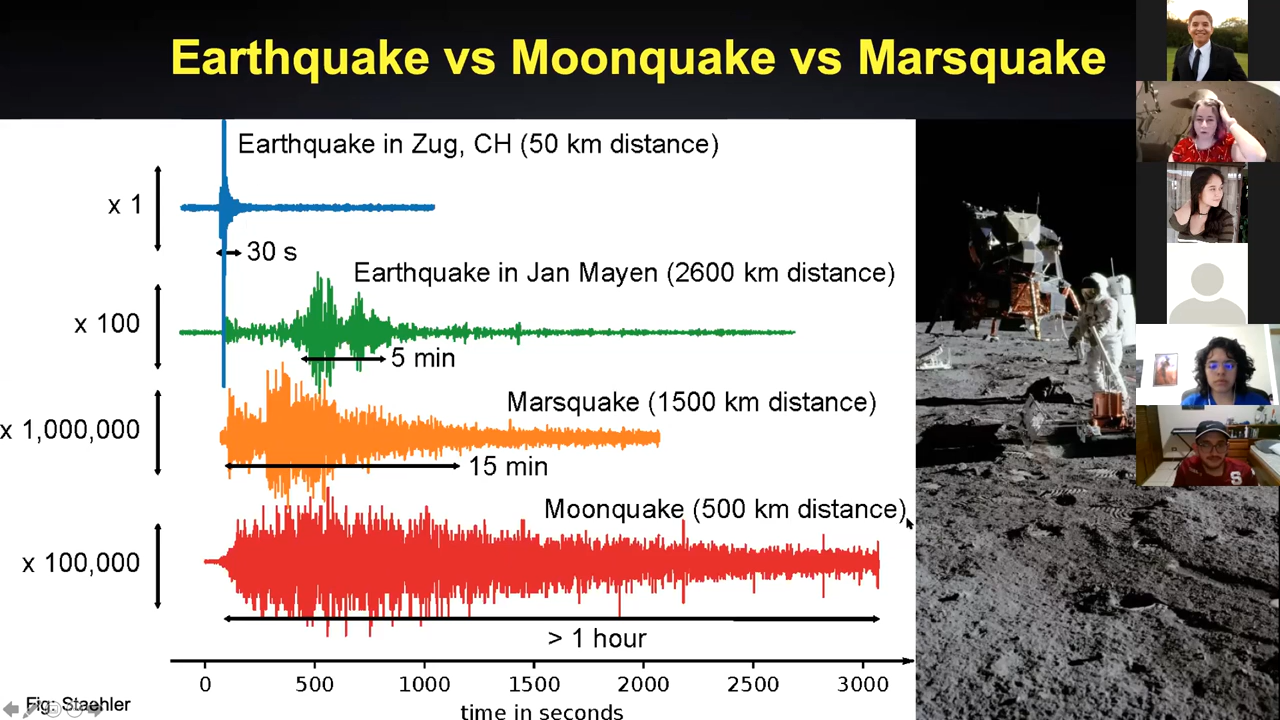 Earthquake vs Moonquake vs Marsquake
Earthquake in Zug, CH (50 km distance)
x 1
30 s
Earthquake in Jan Mayen (2600 km distance)
x 100
5 min
Marsquake (1500 km distance)
x 1,000,000
15 min
Moonquake (500 km distance)
x 100,000
> 1 hour
0 500 1000 1500 2000 2500 3000
time in seconds
Fig: Staehler
S